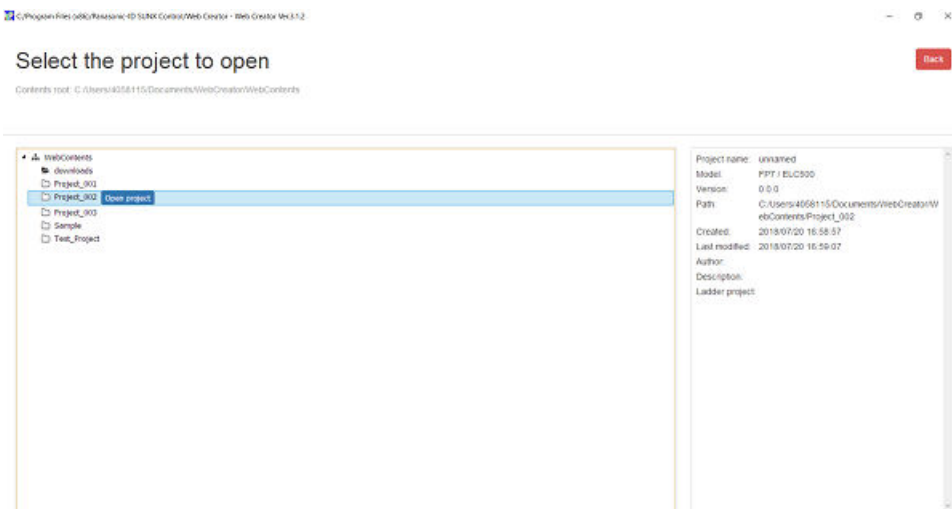 C:/Program Files (x86)/Panasonic-ID SUNX Control/Web Creator - Web Creator Ver.3.1.2
Select the project to open
Back
Contents root: C:/Users/4058115/Documents/WebCreator/WebContents
WebContents
downloads
Project_001
Project_002 Open project
Project_003
Sample
Test_Project
Project name: unnamed
Model: FP7 / ELC500
Version: 0.0.0
Path: C:/Users/4058115/Documents/WebCreator/W
ebContents/Project_002
Created: 2018/07/20 16:58:57
Last modified: 2018/07/20 16:59:07
Author:
Description:
Ladder project: